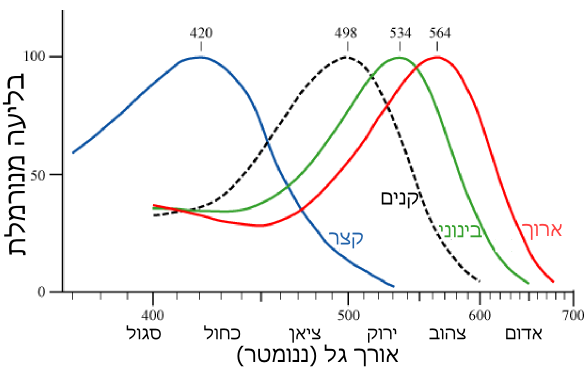 420 498 534 564
100
50
0
בליעה מנורמלת
קנים
קצר
בינוני
ארוך
400 500 600 700
סגול כחול ציאן ירוק צהוב אדום
אורך גל (ננומטר)